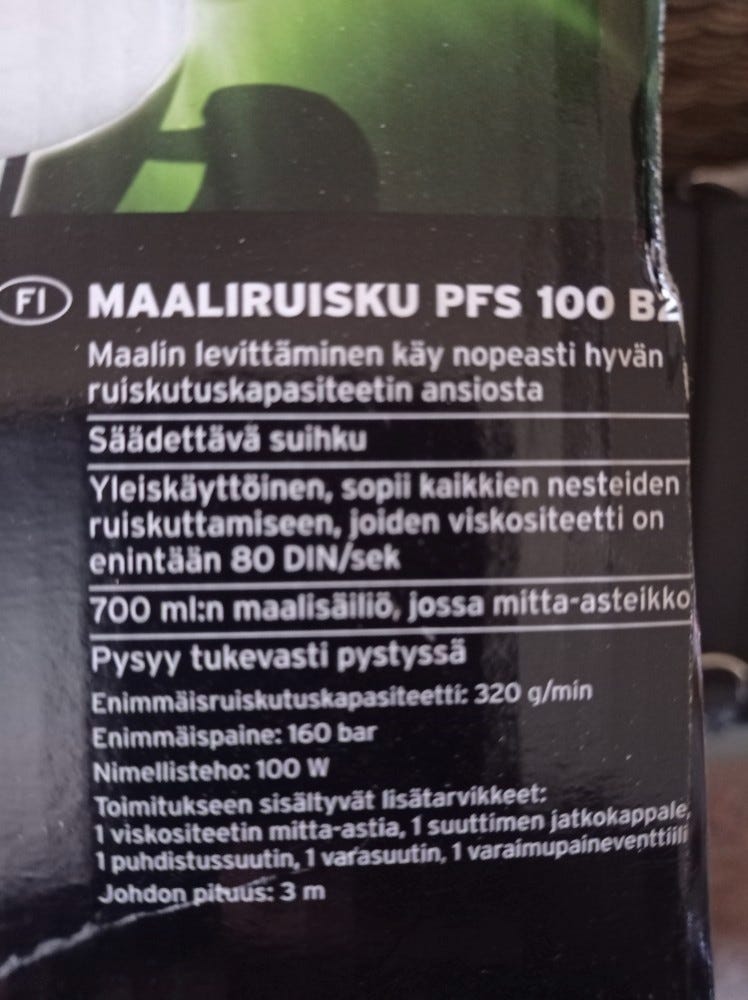 FI MAALIRUISKU PFS 100 B2
Maalin levittäminen käy nopeasti hyvän
ruiskutuskapasiteetin ansiosta
Säädettävä suihku
Yleiskäyttöinen, sopii kaikkien nesteiden
ruiskuttamiseen, joiden viskositeetti on
enintään 80 DIN/sek
700 ml:n maalisäiliö, jossa mitta-asteikko
Pysyy tukevasti pystyssä
Enimmäisruiskutuskapasiteetti: 320 g/min
Enimmäispaine: 160 bar
Nimellisteho: 100 W
Toimitukseen sisältyvät lisätarvikkeet:
1 viskositeetin mitta-astia, 1 suuttimen jatkokappale,
1 puhdistussuutin, 1 varasuutin, 1 varaimupaineventtiili
Johdon pituus: 3 m